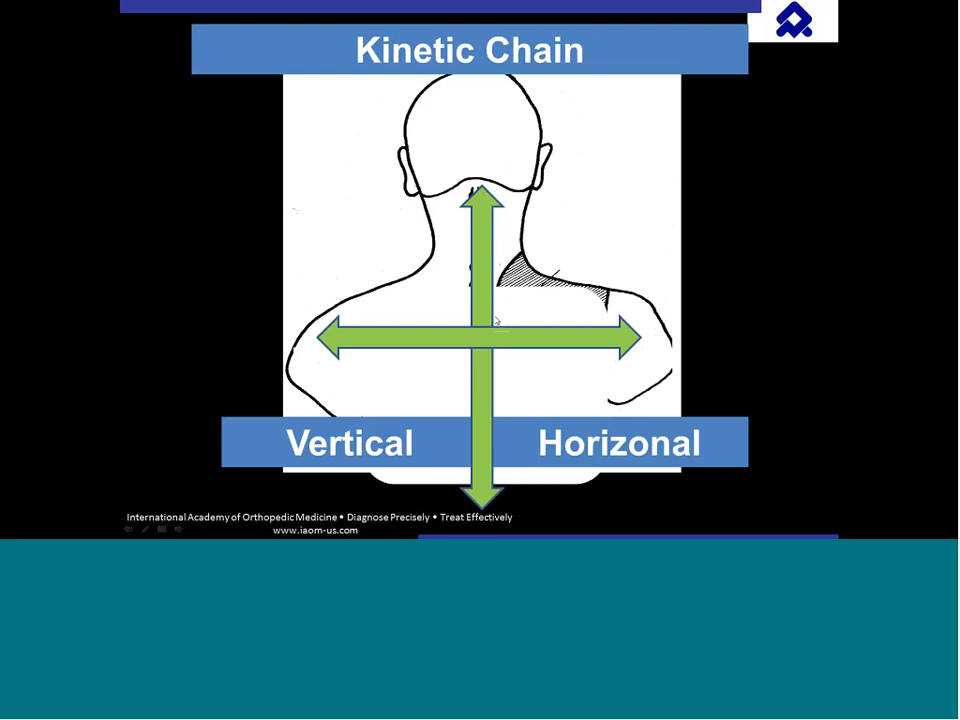 Kinetic Chain
Vertical
Horizonal
International Academy of Orthopedic Medicine • Diagnose Precisely • Treat Effectively
www.iaom-us.com